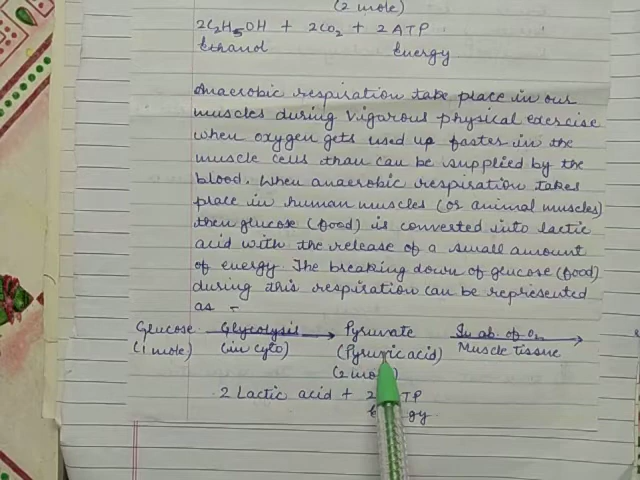 (2 mole)
2C2H5OH + 2CO2 + 2 ATP
Ethanol energy
Anaerobic respiration take place in our
muscles during vigarous physical exercise
when oxygen gets used up faster in the
muscle cells than can be supplied by the
blood. When anaerobic respiration takes
place in human muscles (or animal muscles)
then glucose (food) is converted into lactic
acid with the release of a small amount
of energy. The breaking down of glucose (food)
during this respiration can be represented
as -
Glucose Glycolysis → Pyruvate In ab. of O2 →
(1 mole) (in cyto) (Pyruvic acid) Muscle tissue
(2 mole)
2 Lactic acid + 2 ATP